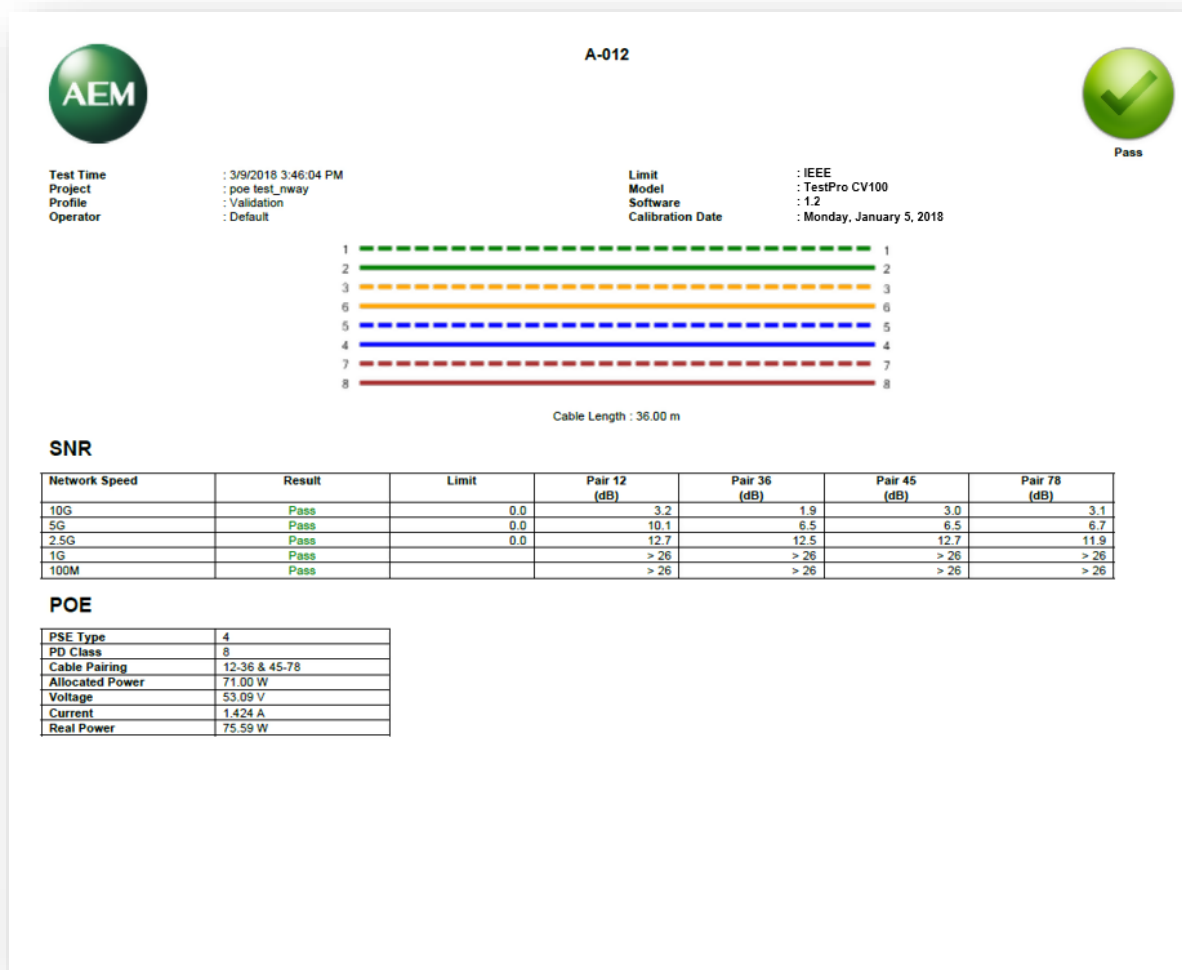 A-012
AEM
Pass
Test Time : 3/9/2018 3:46:04 PM Limit : IEEE
Project : poe test_nway Model : TestPro CV100
Profile : Validation Software : 1.2
Operator : Default Calibration Date : Monday, January 5, 2018
1 1
2 2
3 3
6 6
5 5
4 4
7 7
8 8
Cable Length : 36.00 m
SNR
Network Speed Result Limit Pair 12 Pair 36 Pair 45 Pair 78
(dB) (dB) (dB) (dB)
10G Pass 0.0 3.2 1.9 3.0 3.1
5G Pass 0.0 10.1 6.5 6.5 6.7
2.5G Pass 0.0 12.7 12.5 12.7 11.9
1G Pass > 26 > 26 > 26 > 26
100M Pass > 26 > 26 > 26 > 26
POE
PSE Type 4
PD Class 8
Cable Pairing 12-36 & 45-78
Allocated Power 71.00 W
Voltage 53.09 V
Current 1.424 A
Real Power 75.59 W